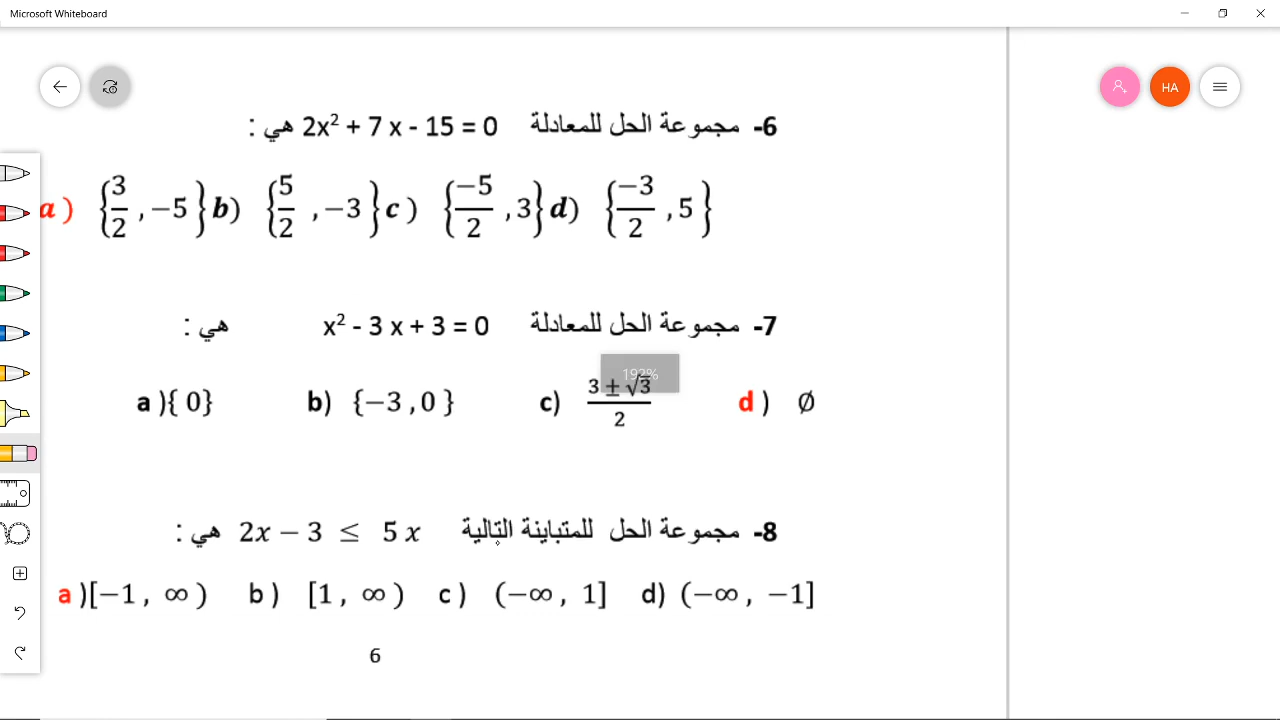 Microsoft Whiteboard
HA
6- مجموعة الحل للمعادلة 2x² + 7 x - 15 = 0 هي :
a ) {3/2 , −5} b) {5/2 , −3} c ) {−5/2 , 3} d) {−3/2 , 5}
7- مجموعة الحل للمعادلة x² - 3 x + 3 = 0 هي :
192%
a ){ 0} b) {−3 , 0 } c) (3 ± √3)/2 d ) ∅
8- مجموعة الحل للمتباينة التالية 2x − 3 ≤ 5 x هي :
a )[−1 , ∞ ) b ) [1 , ∞ ) c ) (−∞ , 1] d) (−∞ , −1]
6